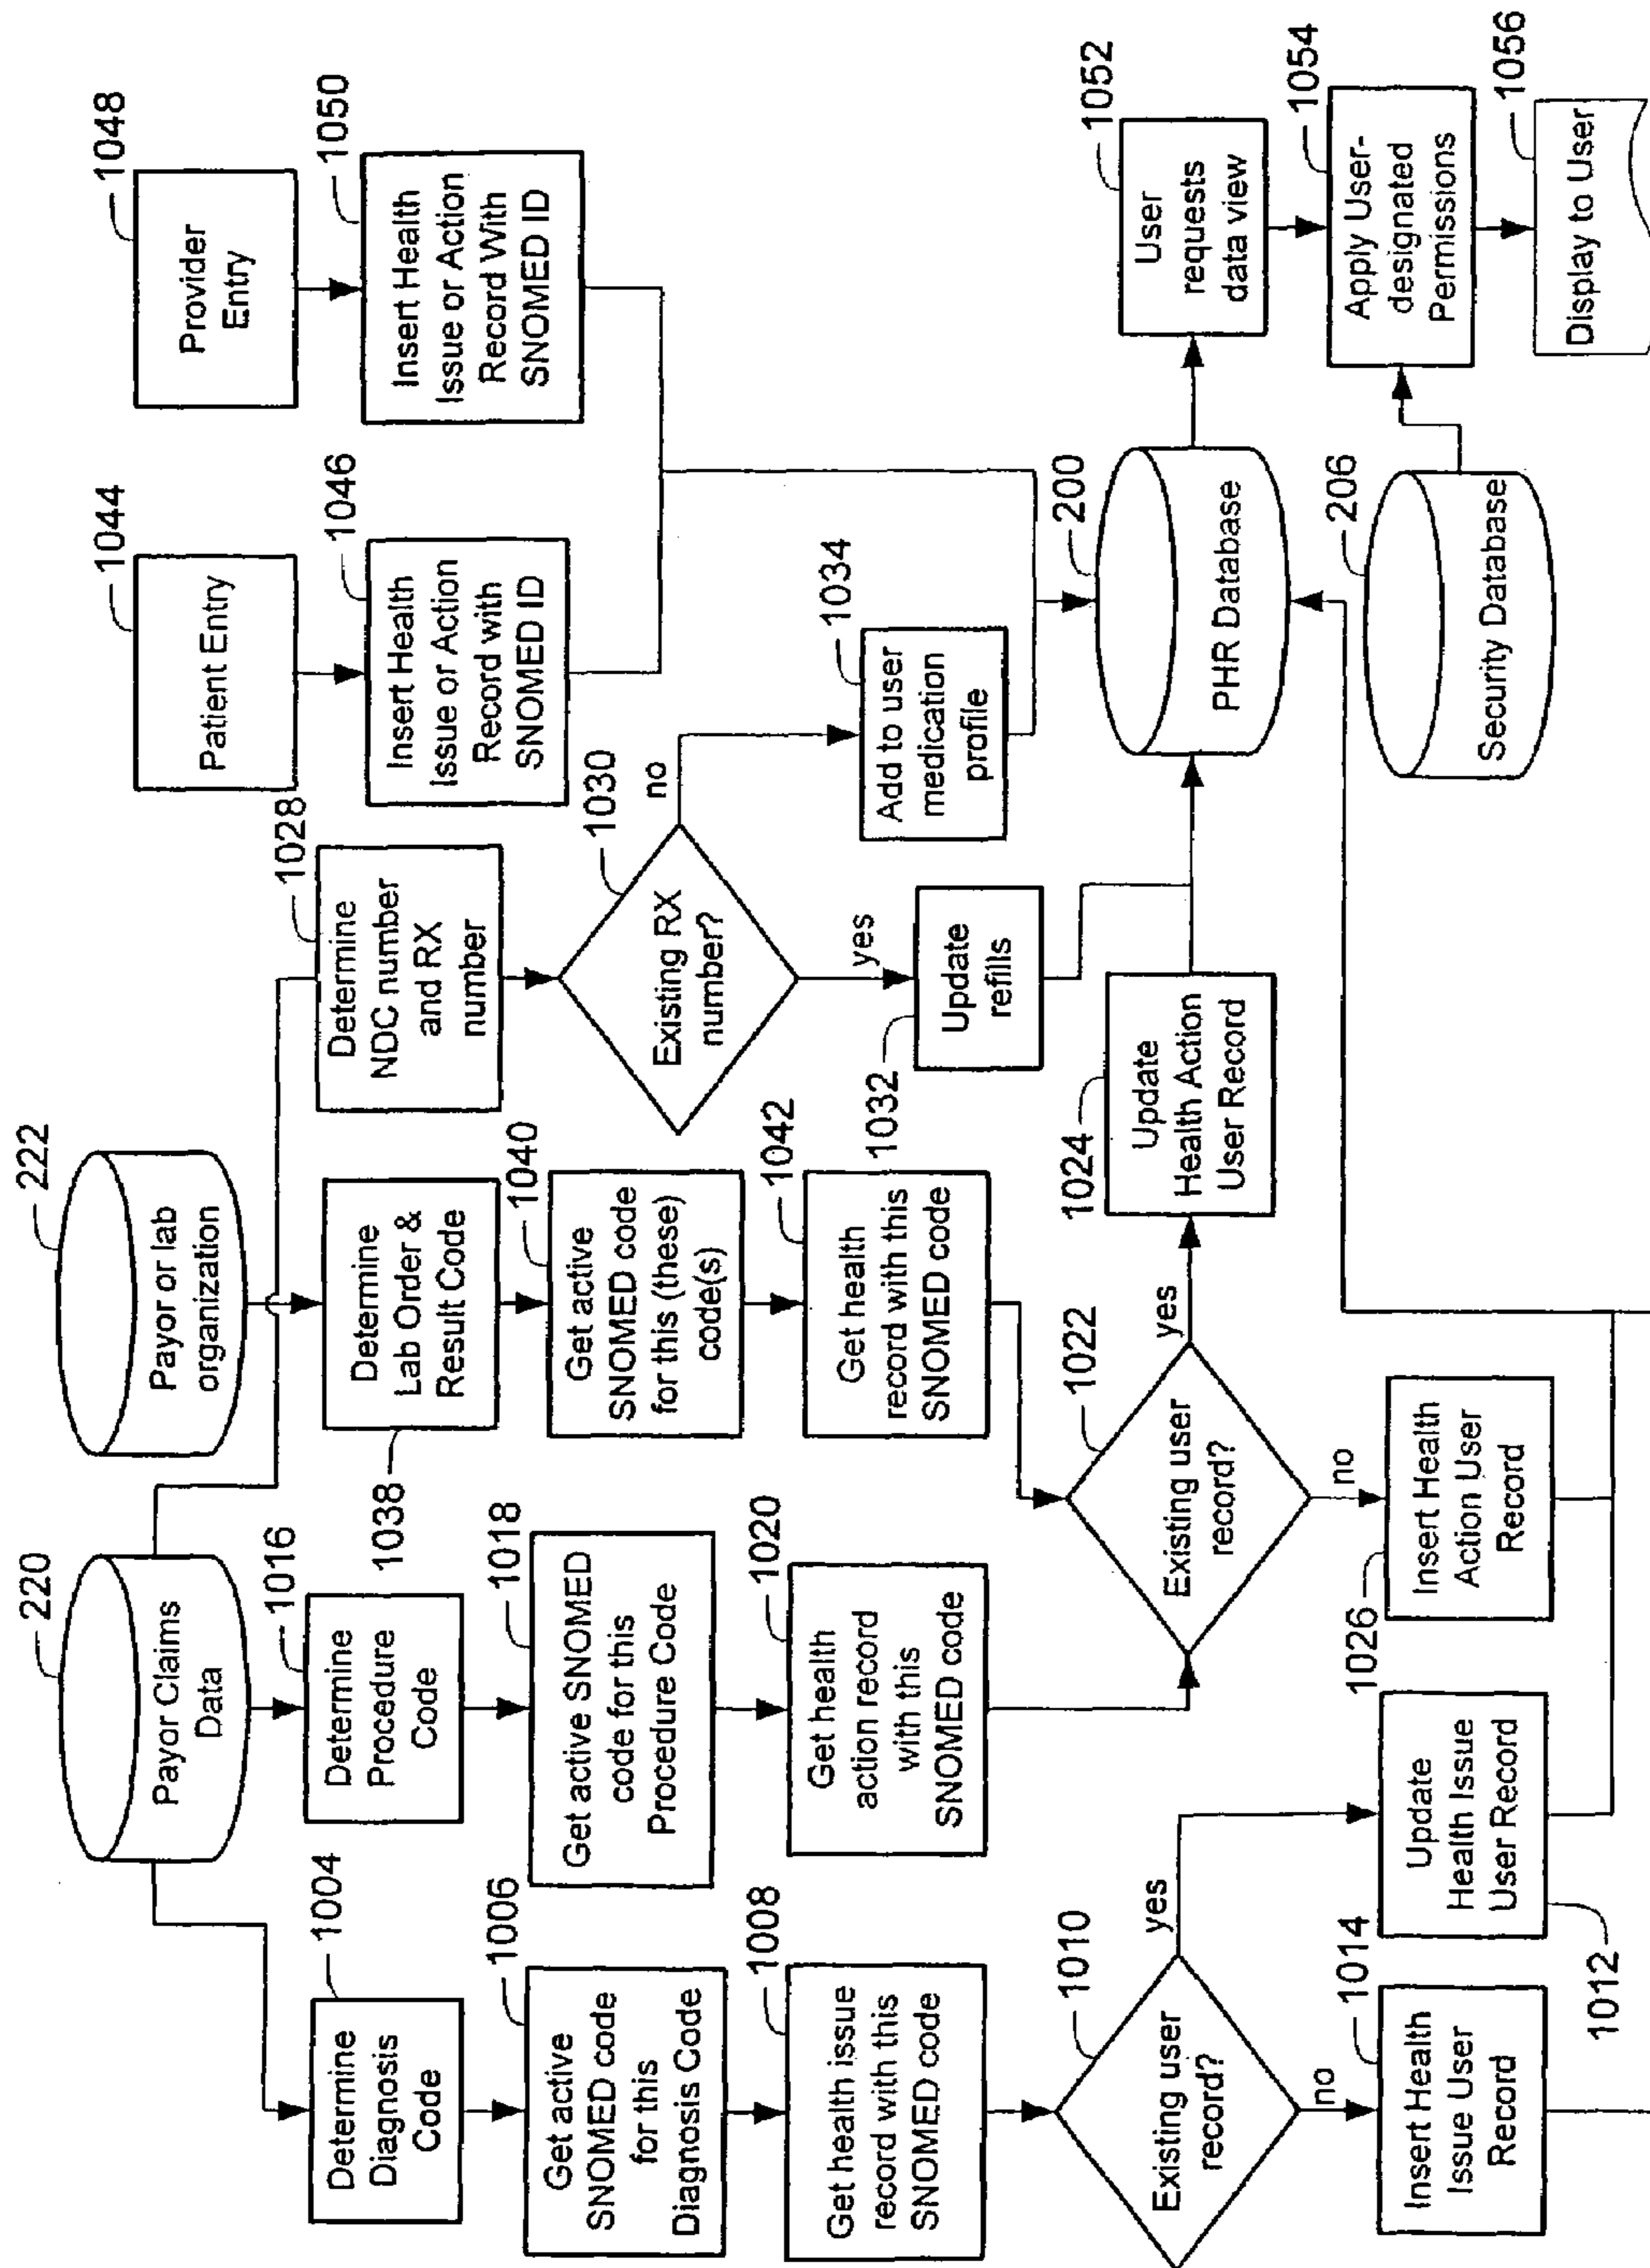 220
Payor Claims
Data
222
Payor or lab
organization
1004
Determine
Diagnosis
Code
1006
Get active
SNOMED code
for this
Diagnosis Code
1008
Get health issue
record with this
SNOMED code
1010
Existing user
record?
yes
no
1014
Insert Health
Issue User
Record
1012
Update
Health Issue
User Record
1016
Determine
Procedure
Code
1018
Get active SNOMED
code for this
Procedure Code
1020
Get health
action record
with this
SNOMED code
1038
Determine
Lab Order &
Result Code
1040
Get active
SNOMED code
for this (these)
code(s)
1042
Get health
record with this
SNOMED code
1022
Existing user
record?
yes
no
1026
Insert Health
Action User
Record
1024
Update
Health Action
User Record
1028
Determine
NDC number
and RX
number
1030
Existing RX
number?
no
yes
1032
Update
refills
1034
Add to user
medication
profile
1044
Patient Entry
1046
Insert Health
Issue or Action
Record with
SNOMED ID
1048
Provider
Entry
1050
Insert Health
Issue or Action
Record With
SNOMED ID
200
PHR Database
206
Security Database
1052
User
requests
data view
1054
Apply User-
designated
Permissions
1056
Display to User